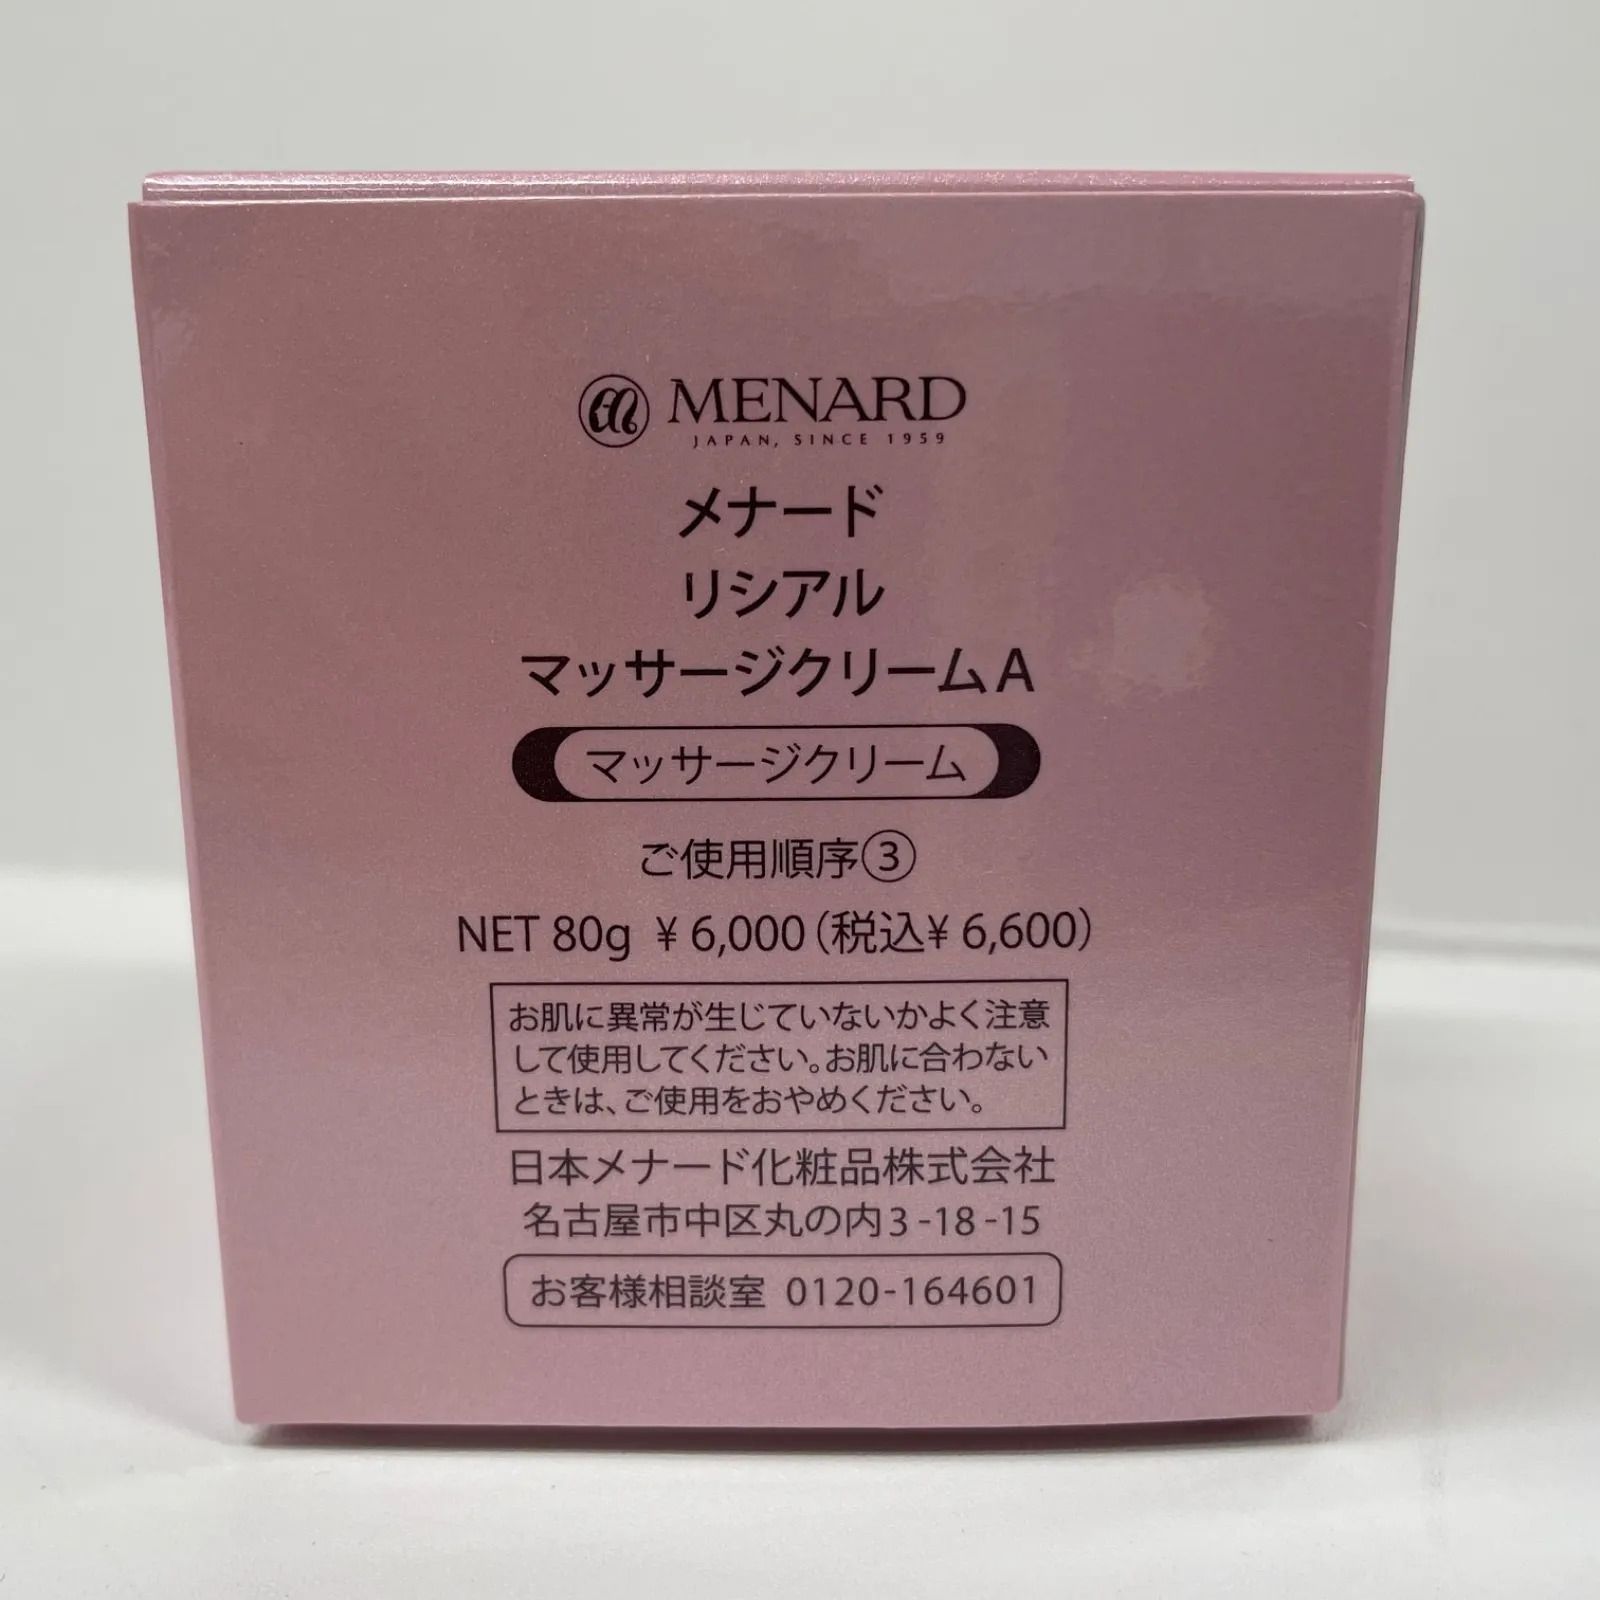 MENARD
JAPAN, SINCE 1959
メナード
リシアル
マッサージクリームA
マッサージクリーム
ご使用順序③
NET 80g ¥6,000(税込¥6,600)
お肌に異常が生じていないかよく注意
して使用してください。お肌に合わない
ときは、ご使用をおやめください。
日本メナード化粧品株式会社
名古屋市中区丸の内3-18-15
お客様相談室 0120-164601